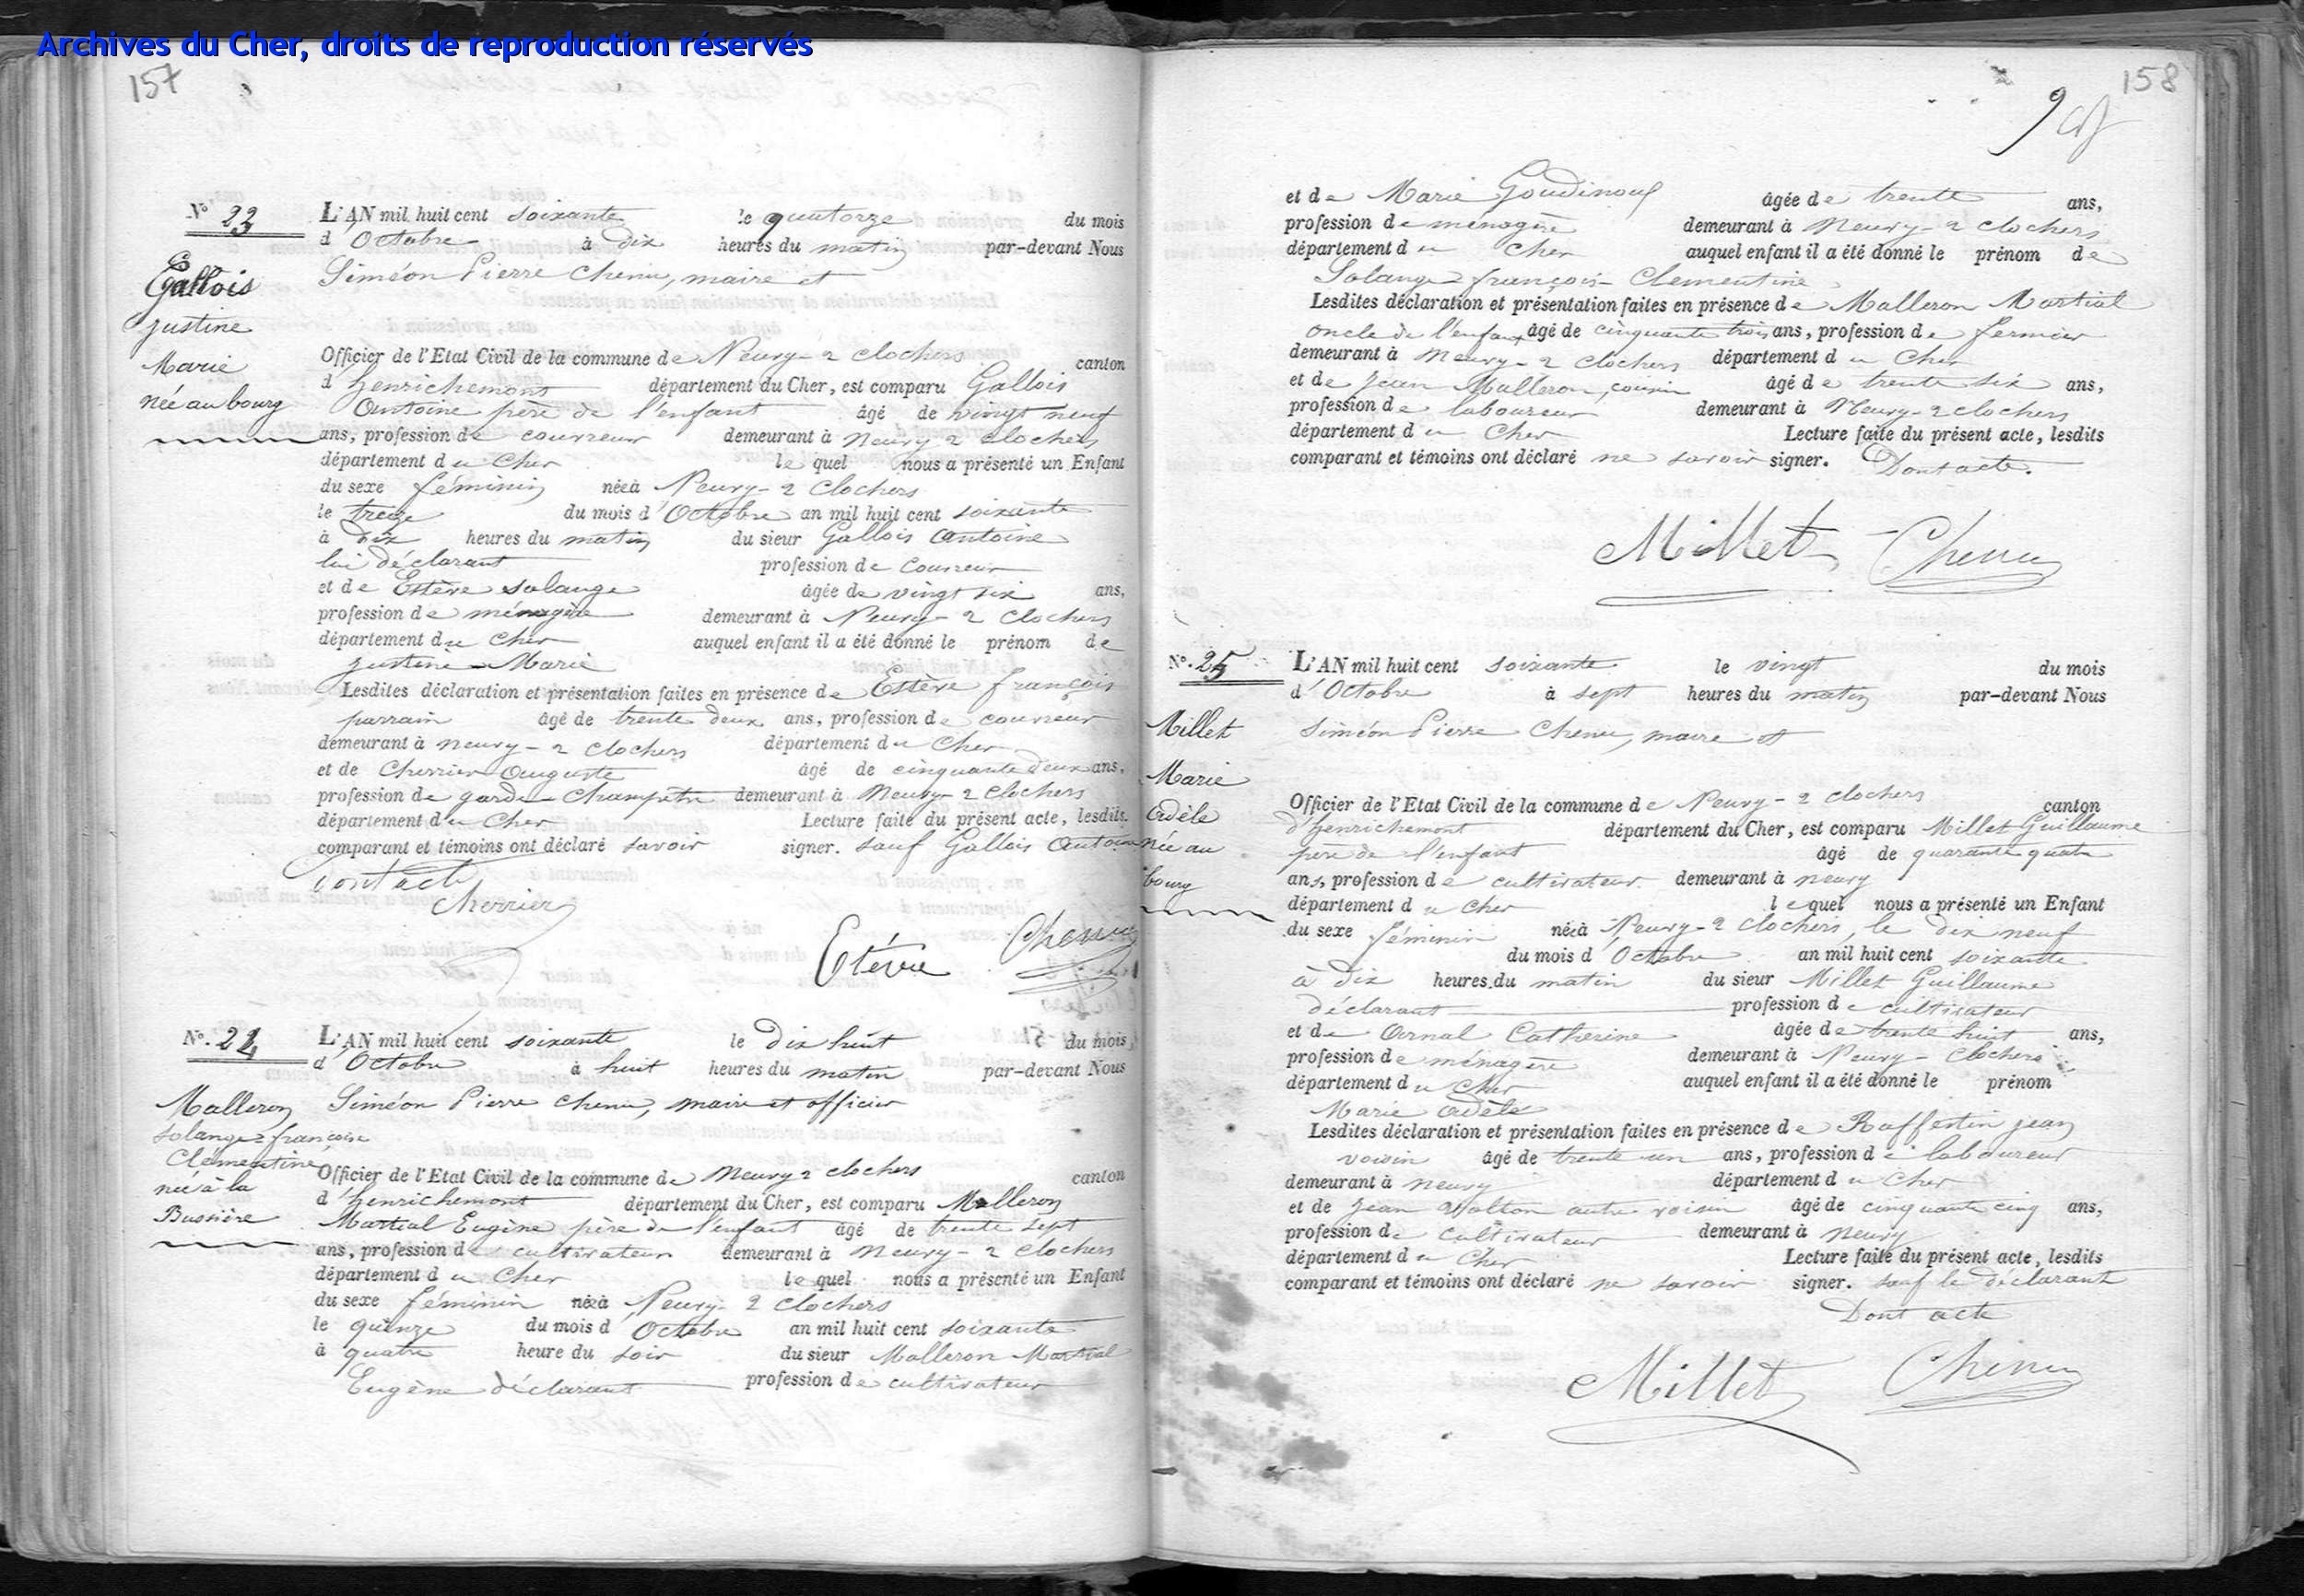 Archives du Cher, droits de reproduction réservés
157
N° 23
Gallois
justine
Marie
née au bourg
L'AN mil huit cent soixante le quatorze du mois
d'Octobre à dix heures du matin par-devant Nous
Siméon Pierre Chenu, maire et
Officier de l'Etat Civil de la commune de Neuvy-2 clochers canton
d'henrichemont département du Cher, est comparu Gallois
Antoine père de l'enfant âgé de vingt neuf
ans, profession de couvreur demeurant à Neuvy 2 clochers
département du Cher lequel nous a présenté un Enfant
du sexe féminin née à Neuvy-2 clochers
le treize du mois d'Octobre an mil huit cent soixante
à dix heures du matin du sieur Gallois Antoine
lui déclarant profession de Couvreur
et de Estève solange âgée de vingt six ans,
profession de ménagère demeurant à Neuvy-2 Clochers
département du Cher auquel enfant il a été donné le prénom de
justine-Marie
Lesdites déclaration et présentation faites en présence de Estève françois
parrain âgé de trente deux ans, profession de couvreur
demeurant à neuvy-2 clochers département du Cher
et de Cherrier Auguste âgé de cinquante deux ans,
profession de garde-Champêtre demeurant à Neuvy-2 Clochers
département du Cher Lecture faite du présent acte, lesdits
comparant et témoins ont déclaré savoir signer. sauf Gallois Antoine
Dont acte
Cherrier
Etévе Chenu
N°. 24
Malleron
solange françoise
Clémentine
née à la
Bussière
L'AN mil huit cent soixante le Dix huit du mois
d'Octobre à huit heures du matin par-devant Nous
Siméon Pierre Chenu, maire et officier
Officier de l'Etat Civil de la commune de Neuvy 2 clochers canton
d'henrichemont département du Cher, est comparu Malleron
Martial Eugène père de l'enfant âgé de trente sept
ans, profession de cultivateur demeurant à Neuvy-2 Clochers
département du Cher lequel nous a présenté un Enfant
du sexe féminin née à Neuvy-2 Clochers
le quinze du mois d'Octobre an mil huit cent soixante
à quatre heure du soir du sieur Malleron Martial
Eugène déclarant profession de cultivateur
158
et de Marie âgée de trente ans,
profession de ménagère demeurant à Neuvy-2 clochers
département du Cher auquel enfant il a été donné le prénom de
Solange françois-Clementine
Lesdites déclaration et présentation faites en présence de Malleron Martial
oncle de l'enfant âgé de cinquante trois ans, profession de fermier
demeurant à Neuvy-2 clochers département du Cher
et de jean Malleron, cousin âgé de trente six ans,
profession de laboureur demeurant à Neuvy-2 clochers
département du Cher Lecture faite du présent acte, lesdits
comparant et témoins ont déclaré ne savoir signer. Dont acte.
Millet Chenu
N°. 25
Millet
Marie
Adèle
née au
bourg
L'AN mil huit cent soixante le vingt du mois
d'Octobre à sept heures du matin par-devant Nous
Siméon Pierre Chenu, maire et
Officier de l'Etat Civil de la commune de Neuvy-2 clochers canton
d'henrichemont département du Cher, est comparu Millet Guillaume
père de l'enfant âgé de quarante quatre
ans, profession de cultivateur demeurant à neuvy
département du Cher lequel nous a présenté un Enfant
du sexe féminin née à Neuvy-2 clochers, le dix neuf
du mois d'Octobre an mil huit cent soixante
à dix heures du matin du sieur Millet Guillaume
déclarant profession de cultivateur
et de Arnal Catherine âgée de trente huit ans,
profession de ménagère demeurant à Neuvy-Clochers
département du Cher auquel enfant il a été donné le prénom
Marie Adèle
Lesdites déclaration et présentation faites en présence de Raffestin jean
voisin âgé de trente un ans, profession de laboureur
demeurant à neuvy département du Cher
et de jean autre voisin âgé de cinquante cinq ans,
profession de Cultivateur demeurant à neuvy
département du Cher Lecture faite du présent acte, lesdits
comparant et témoins ont déclaré ne savoir signer. sauf le déclarant
Dont acte
Millet Chenu